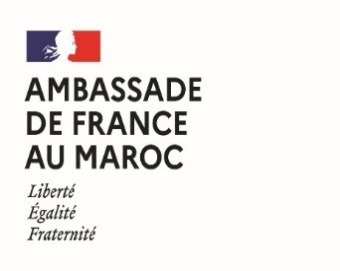 AMBASSADE
DE FRANCE
AU MAROC
Liberté
Égalité
Fraternité